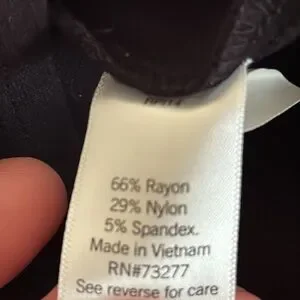 66% Rayon
29% Nylon
5% Spandex.
Made in Vietnam
RN#73277
See reverse for care